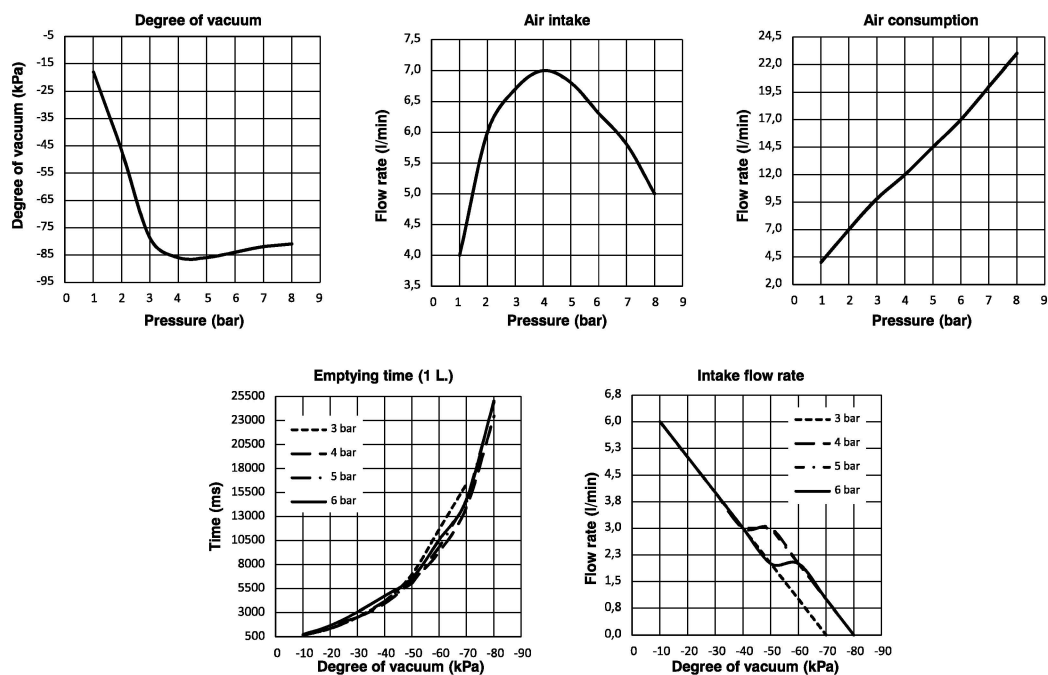 Degree of vacuum
Degree of vacuum (kPa)
-5
-15
-25
-35
-45
-55
-65
-75
-85
-95
0 1 2 3 4 5 6 7 8 9
Pressure (bar)
Air intake
Flow rate (l/min)
7,5
7,0
6,5
6,0
5,5
5,0
4,5
4,0
3,5
0 1 2 3 4 5 6 7 8 9
Pressure (bar)
Air consumption
Flow rate (l/min)
24,5
22,0
19,5
17,0
14,5
12,0
9,5
7,0
4,5
2,0
0 1 2 3 4 5 6 7 8 9
Pressure (bar)
Emptying time (1 L.)
Time (ms)
25500
23000
20500
18000
15500
13000
10500
8000
5500
3000
500
3 bar
4 bar
5 bar
6 bar
0 -10 -20 -30 -40 -50 -60 -70 -80 -90
Degree of vacuum (kPa)
Intake flow rate
Flow rate (l/min)
6,8
6,0
5,3
4,5
3,8
3,0
2,3
1,5
0,8
0,0
3 bar
4 bar
5 bar
6 bar
0 -10 -20 -30 -40 -50 -60 -70 -80 -90
Degree of vacuum (kPa)